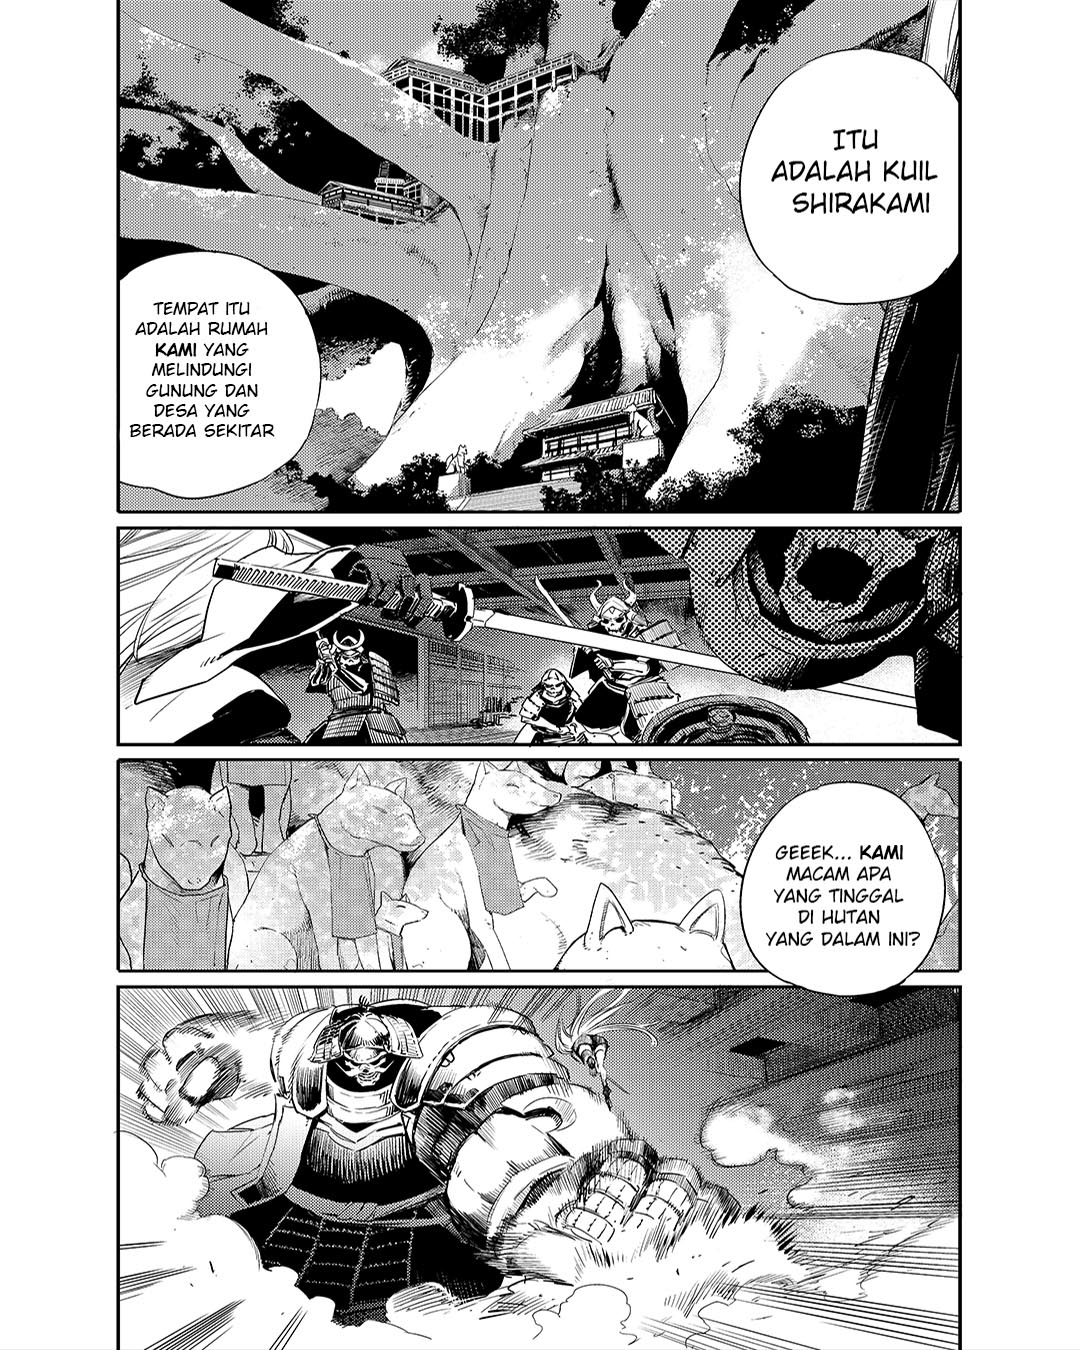 ITU
ADALAH KUIL
SHIRAKAMI
TEMPAT ITU
ADALAH RUMAH
KAMI YANG
MELINDUNGI
GUNUNG DAN
DESA YANG
BERADA SEKITAR
GEEEK... KAMI
MACAM APA
YANG TINGGAL
DI HUTAN
YANG DALAM INI?